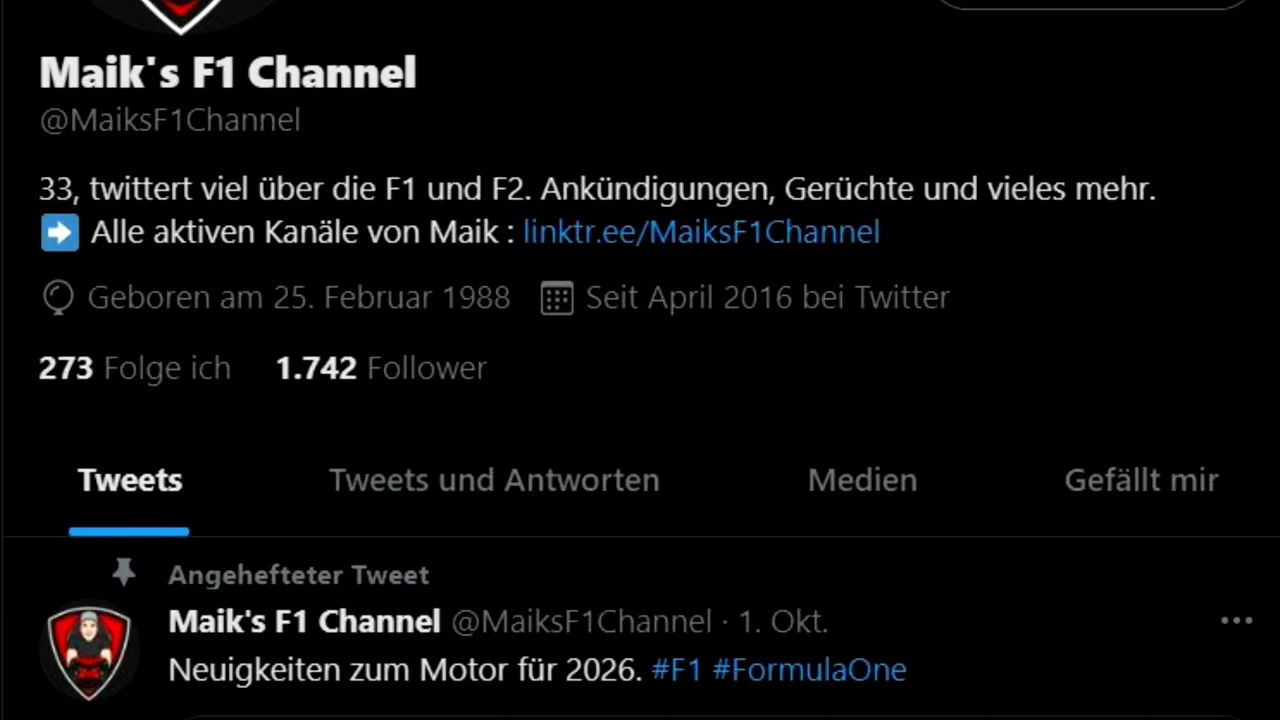 Maik's F1 Channel
@MaiksF1Channel
33, twittert viel über die F1 und F2. Ankündigungen, Gerüchte und vieles mehr.
➡️ Alle aktiven Kanäle von Maik : linktr.ee/MaiksF1Channel
Geboren am 25. Februar 1988 Seit April 2016 bei Twitter
273 Folge ich 1.742 Follower
Tweets Tweets und Antworten Medien Gefällt mir
Angehefteter Tweet
Maik's F1 Channel @MaiksF1Channel · 1. Okt.
Neuigkeiten zum Motor für 2026. #F1 #FormulaOne